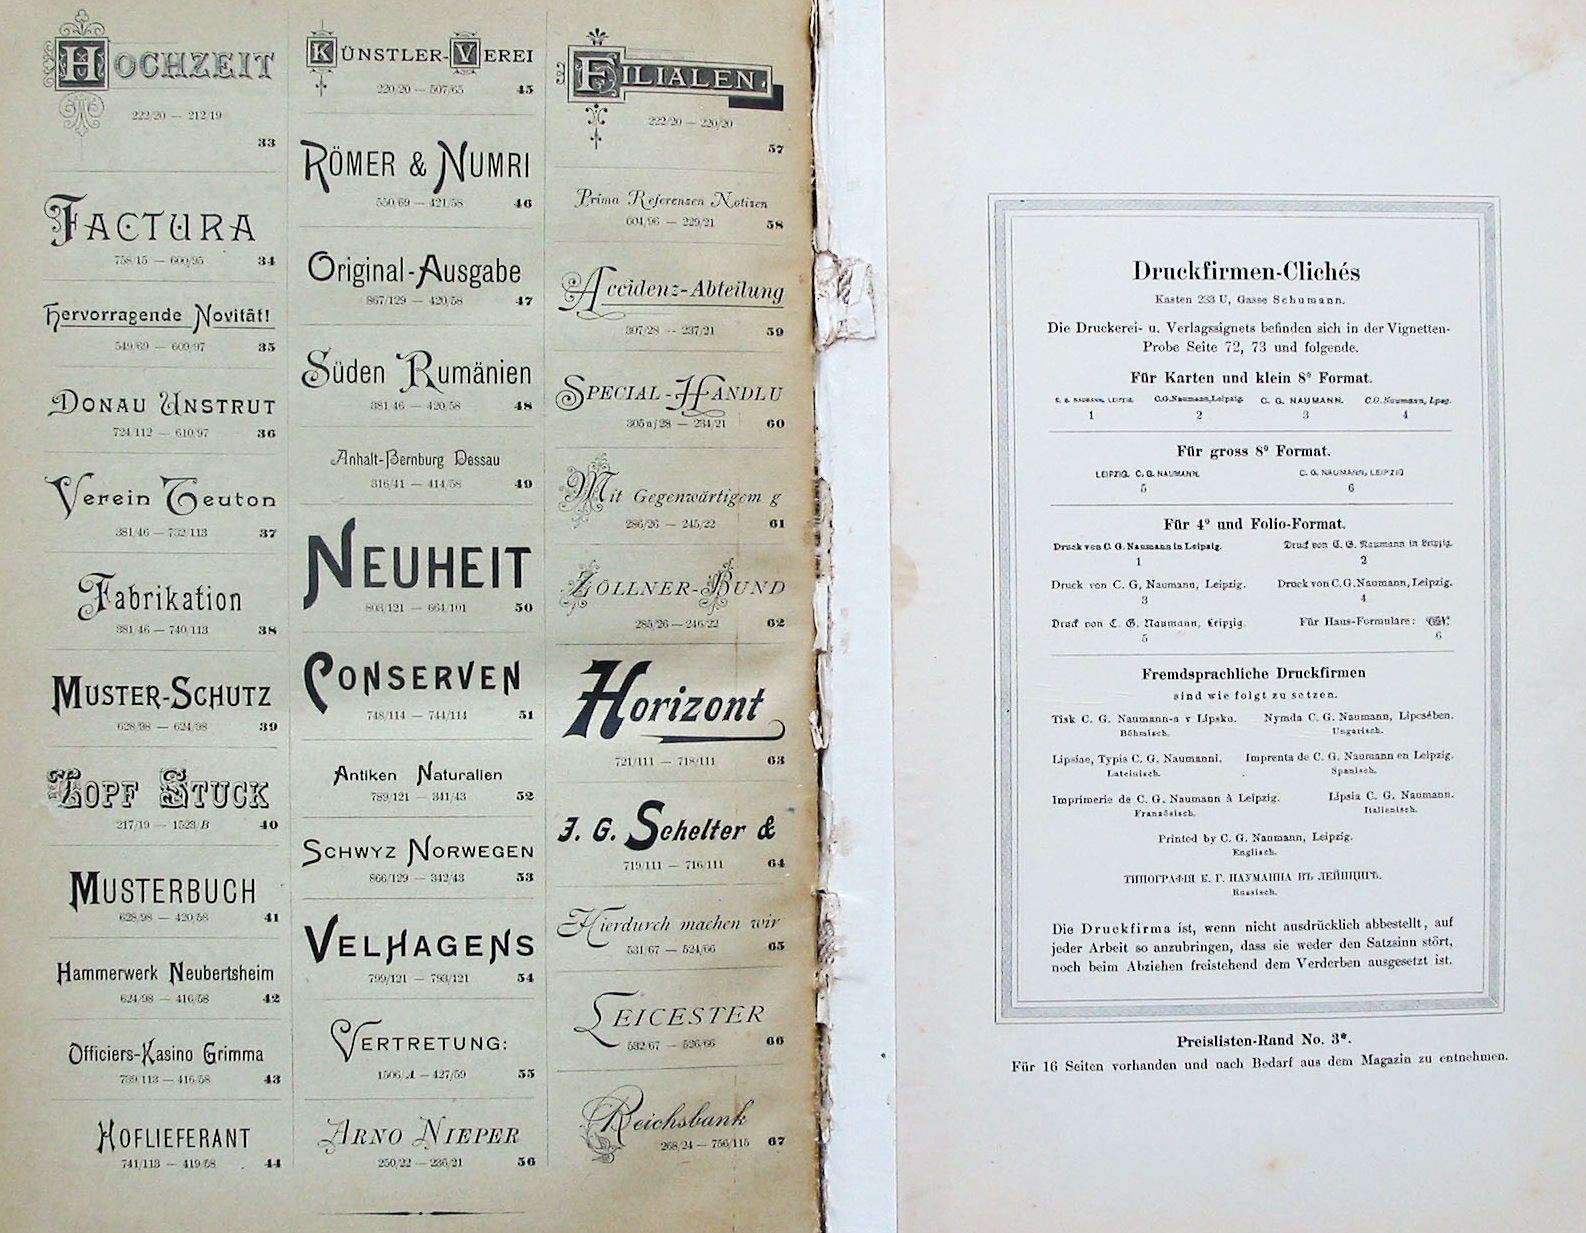 HOCHZEIT
222/20 — 212/19
33
FACTURA
758/15 — 600/95 34
Hervorragende Novität!
549/69 — 609/97 35
DONAU UNSTRUT
724/112 — 610/97 36
Verein Teuton
381/46 — 732/113 37
Fabrikation
381/46 — 740/113 38
MUSTER-SCHUTZ
628/98 — 624/98 39
ZOPF STUCK
217/19 — 1523/B 40
MUSTERBUCH
628/98 — 420/58 41
Hammerwerk Neubertsheim
624/98 — 416/58 42
Officiers-Kasino Grimma
739/113 — 416/58 43
HOFLIEFERANT
741/113 — 419/58 44
KÜNSTLER-VEREI
220/20 — 507/65 45
RÖMER & NUMRI
550/69 — 421/58 46
Original-Ausgabe
867/129 — 420/58 47
Süden Rumänien
381/46 — 420/58 48
Anhalt-Bernburg Dessau
316/41 — 414/58 49
NEUHEIT
803/121 — 664/101 50
CONSERVEN
748/114 — 744/114 51
Antiken Naturalien
789/121 — 341/43 52
SCHWYZ NORWEGEN
866/129 — 342/43 53
VELHAGENS
799/121 — 793/121 54
VERTRETUNG:
1506/A — 427/59 55
ARNO NIEPER
250/22 — 236/21 56
FILIALEN.
222/20 — 220/20
57
Prima Referenzen Notizen
604/96 — 229/21 58
Accidenz-Abteilung
307/28 — 237/21 59
SPECIAL-HANDLU
305a/28 — 234/21 60
Mit Gegenwärtigem g
286/26 — 245/22 61
ZÖLLNER-BUND
285/26 — 246/22 62
Horizont
721/111 — 718/111 63
J. G. Schelter &
719/111 — 716/111 64
Hierdurch machen wir
531/67 — 524/66 65
LEICESTER
532/67 — 526/66 66
Reichsbank
268/24 — 756/115 67
Druckfirmen-Clichés
Kasten 233 U, Gasse Schumann.
Die Druckerei- u. Verlagssignets befinden sich in der Vignetten-
Probe Seite 72, 73 und folgende.
Für Karten und klein 8º Format.
C. G. NAUMANN, LEIPZIG. C.G.Naumann,Leipzig. C. G. NAUMANN. C.G.Naumann, Lpzg.
1 2 3 4
Für gross 8º Format.
LEIPZIG. C. G. NAUMANN. C. G. NAUMANN, LEIPZIG
5 6
Für 4º und Folio-Format.
Druck von C. G. Naumann in Leipzig. Druck von C. G. Naumann in Leipzig.
1 2
Druck von C. G. Naumann, Leipzig. Druck von C.G.Naumann, Leipzig.
3 4
Druck von C. G. Naumann, Leipzig. Für Haus-Formulare: CGN.
5 6
Fremdsprachliche Druckfirmen
sind wie folgt zu setzen.
Tisk C. G. Naumann-a v Lipsku. Nymda C. G. Naumann, Lipcsében.
Böhmisch. Ungarisch.
Lipsiae, Typis C. G. Naumanni. Imprenta de C. G. Naumann en Leipzig.
Lateinisch. Spanisch.
Imprimerie de C. G. Naumann à Leipzig. Lipsia C. G. Naumann.
Französisch. Italienisch.
Printed by C. G. Naumann, Leipzig.
Englisch.
ТИПОГРАФІЯ К. Г. НАУМАННА ВЪ ЛЕЙПЦИГѢ.
Russisch.
Die Druckfirma ist, wenn nicht ausdrücklich abbestellt, auf
jeder Arbeit so anzubringen, dass sie weder den Satzsinn stört,
noch beim Abziehen freistehend dem Verderben ausgesetzt ist.
Preislisten-Rand No. 3*.
Für 16 Seiten vorhanden und nach Bedarf aus dem Magazin zu entnehmen.